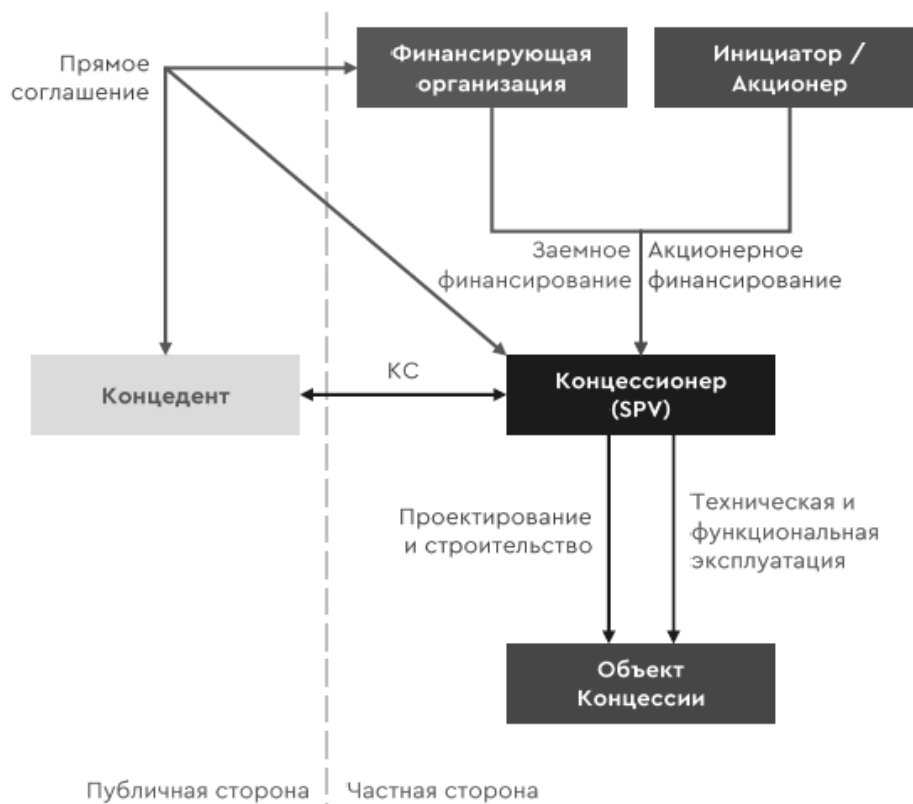 Прямое
соглашение
Финансирующая
организация
Инициатор /
Акционер
Заемное
финансирование
Акционерное
финансирование
Концедент
КС
Концессионер
(SPV)
Проектирование
и строительство
Техническая и
функциональная
эксплуатация
Объект
Концессии
Публичная сторона
Частная сторона